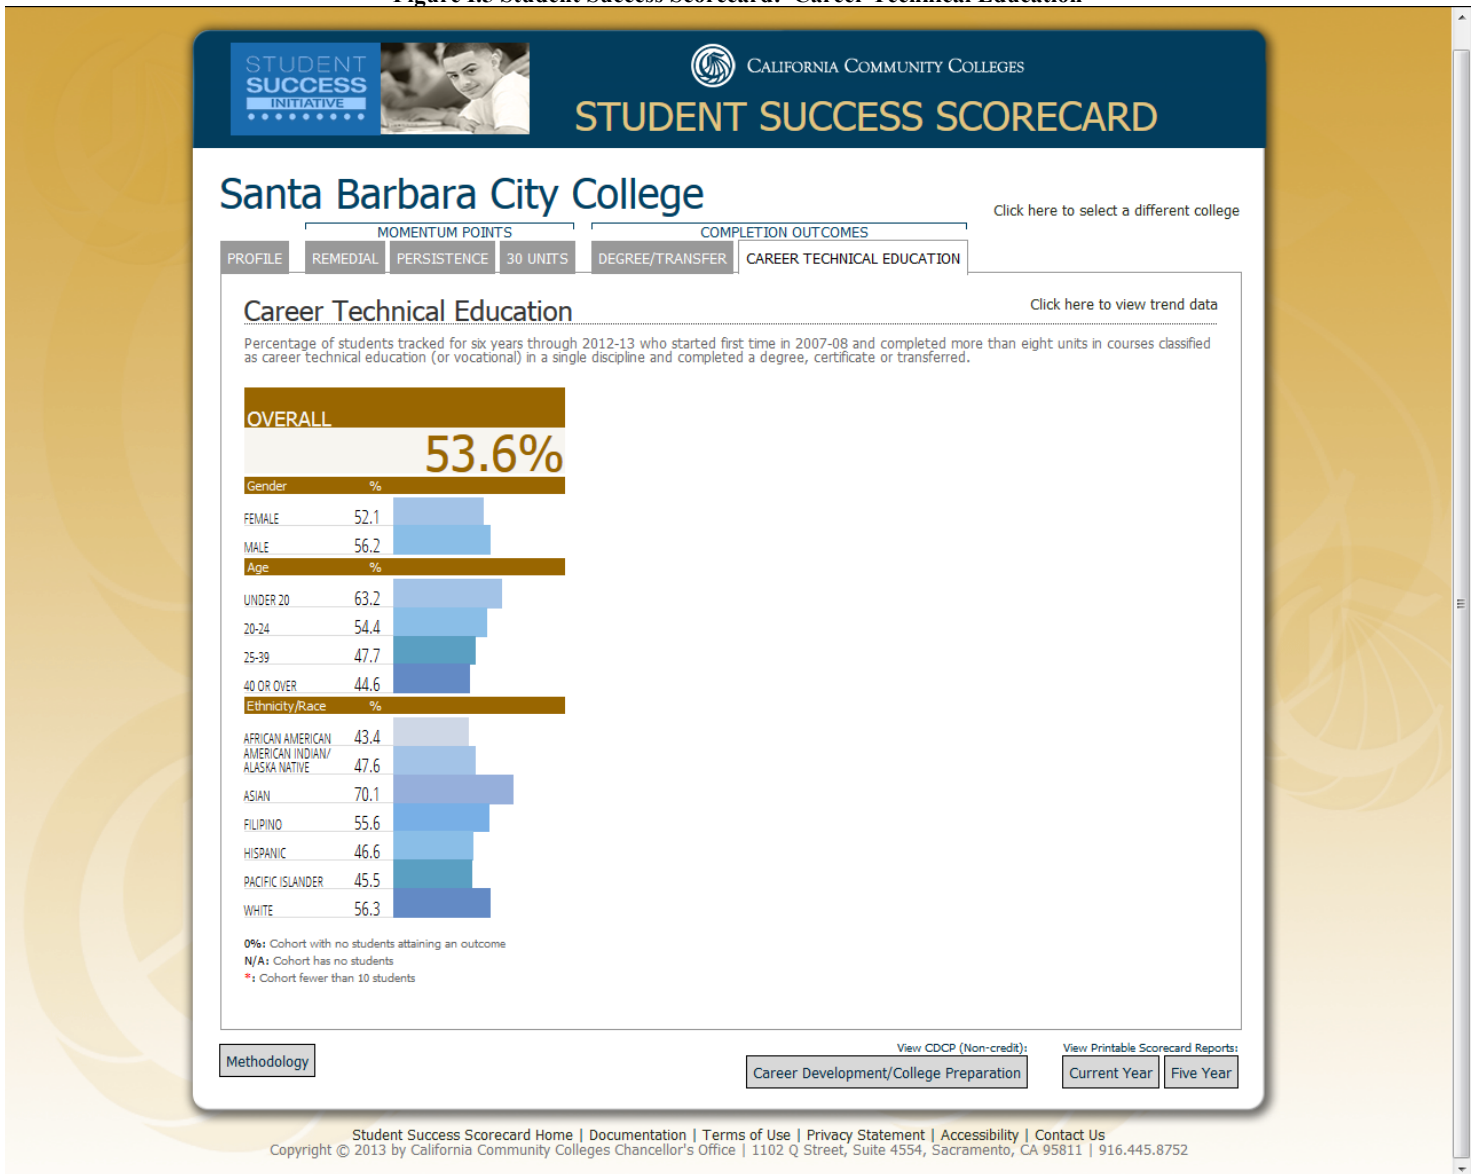 Figure I.5 Student Success Scorecard: Career Technical Education
STUDENT
SUCCESS
INITIATIVE
CALIFORNIA COMMUNITY COLLEGES
STUDENT SUCCESS SCORECARD
Santa Barbara City College
Click here to select a different college
MOMENTUM POINTS
COMPLETION OUTCOMES
PROFILE REMEDIAL PERSISTENCE 30 UNITS DEGREE/TRANSFER CAREER TECHNICAL EDUCATION
Career Technical Education
Click here to view trend data
Percentage of students tracked for six years through 2012-13 who started first time in 2007-08 and completed more than eight units in courses classified
as career technical education (or vocational) in a single discipline and completed a degree, certificate or transferred.
OVERALL
53.6%
Gender %
FEMALE 52.1
MALE 56.2
Age %
UNDER 20 63.2
20-24 54.4
25-39 47.7
40 OR OVER 44.6
Ethnicity/Race %
AFRICAN AMERICAN 43.4
AMERICAN INDIAN/
ALASKA NATIVE 47.6
ASIAN 70.1
FILIPINO 55.6
HISPANIC 46.6
PACIFIC ISLANDER 45.5
WHITE 56.3
0%: Cohort with no students attaining an outcome
N/A: Cohort has no students
*: Cohort fewer than 10 students
Methodology
View CDCP (Non-credit):
Career Development/College Preparation
View Printable Scorecard Reports:
Current Year Five Year
Student Success Scorecard Home | Documentation | Terms of Use | Privacy Statement | Accessibility | Contact Us
Copyright © 2013 by California Community Colleges Chancellor's Office | 1102 Q Street, Suite 4554, Sacramento, CA 95811 | 916.445.8752